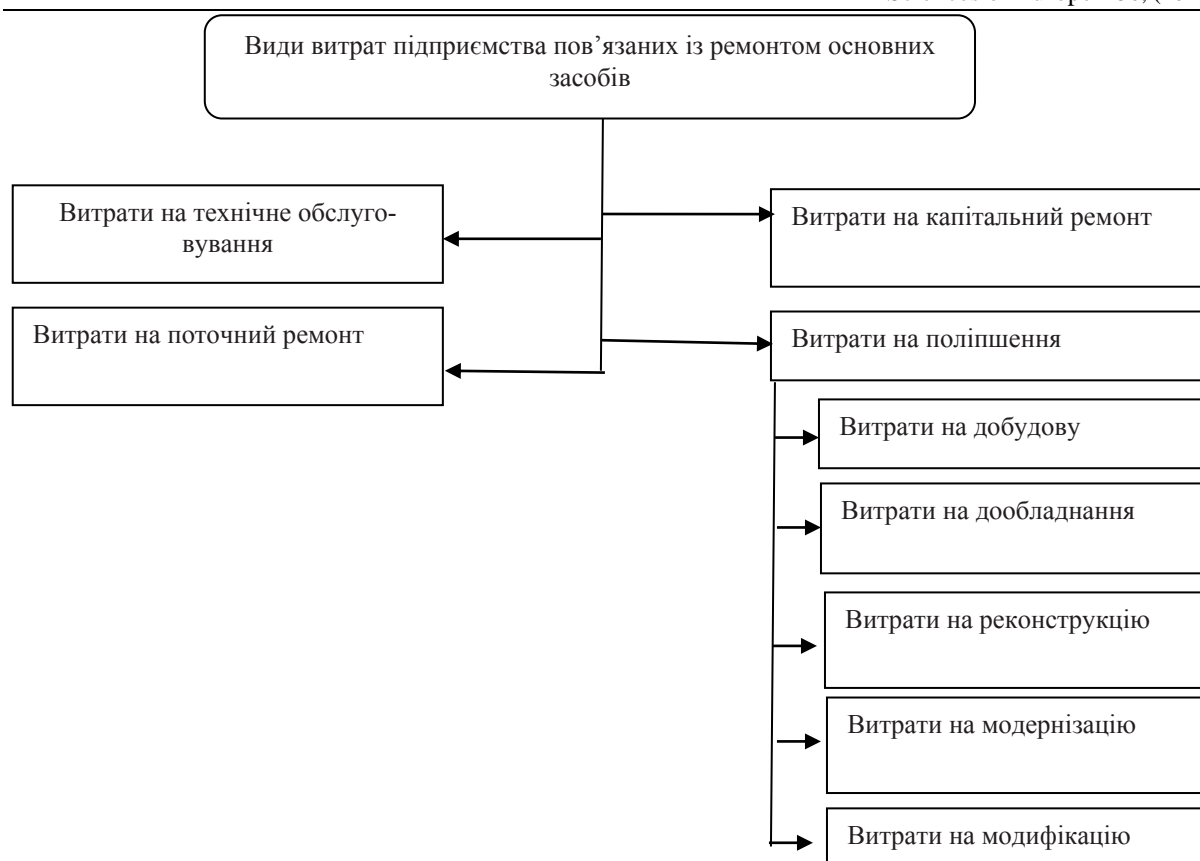 Види витрат підприємства пов’язаних із ремонтом основних
засобів
Витрати на технічне обслуго-
вування
Витрати на капітальний ремонт
Витрати на поточний ремонт
Витрати на поліпшення
Витрати на добудову
Витрати на дообладнання
Витрати на реконструкцію
Витрати на модернізацію
Витрати на модифікацію